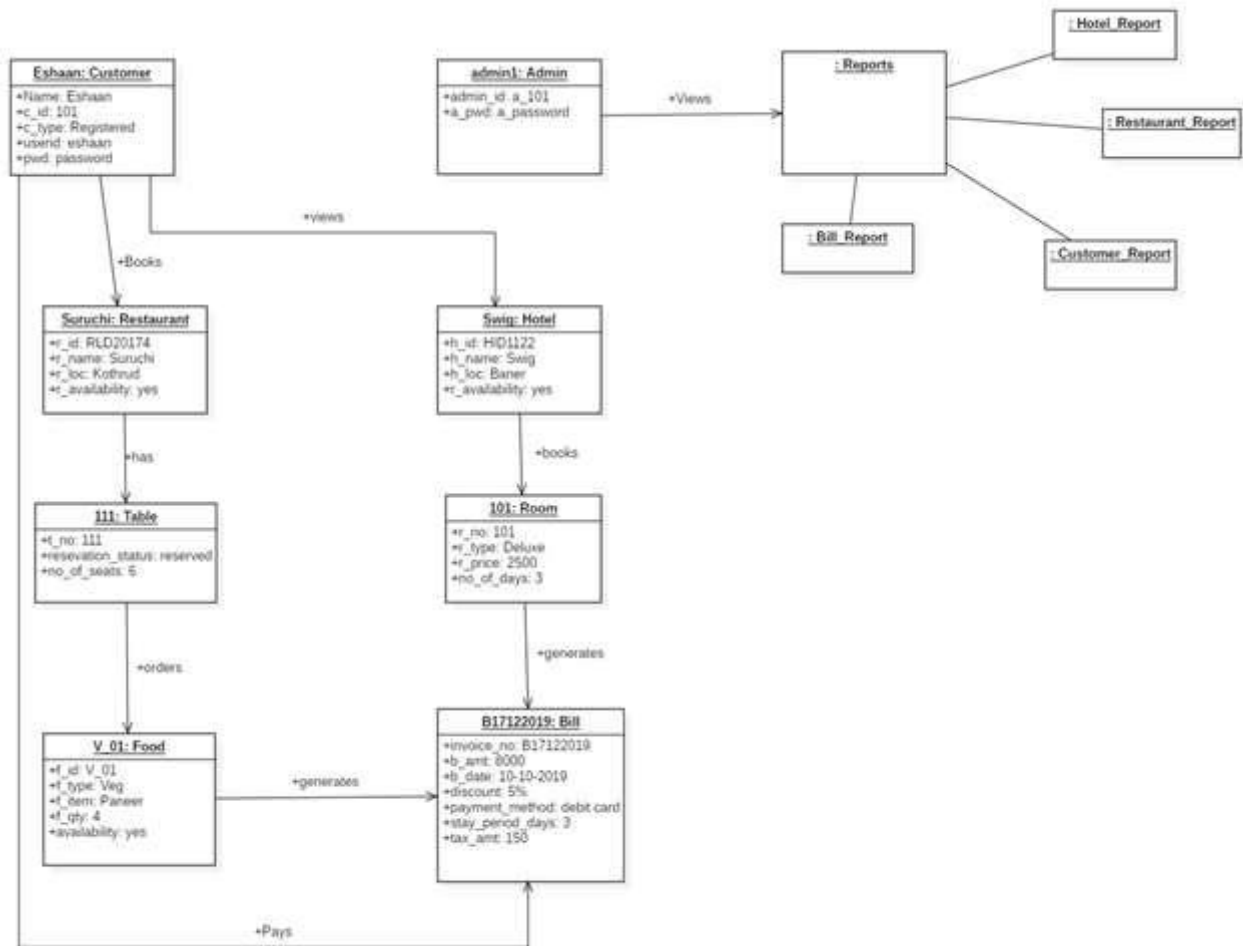 : Hotel_Report
Eshaan: Customer
+Name: Eshaan
+c_id: 101
+c_type: Registered
+userid: eshaan
+pwd: password
admin1: Admin
+admin_id: a_101
+a_pwd: a_password
+Views
: Reports
: Restaurant_Report
: Bill_Report
: Customer_Report
+views
+Books
Suruchi: Restaurant
+r_id: RLD20174
+r_name: Suruchi
+r_loc: Kothrud
+r_availability: yes
Swig: Hotel
+h_id: HID1122
+h_name: Swig
+h_loc: Baner
+r_availability: yes
+has
+books
111: Table
+t_no: 111
+resevation_status: reserved
+no_of_seats: 6
101: Room
+r_no: 101
+r_type: Deluxe
+r_price: 2500
+no_of_days: 3
+orders
+generates
V_01: Food
+f_id: V_01
+f_type: Veg
+f_item: Paneer
+f_qty: 4
+availability: yes
+generates
B17122019: Bill
+invoice_no: B17122019
+b_amt: 8000
+b_date: 10-10-2019
+discount: 5%
+payment_method: debit card
+stay_period_days: 3
+tax_amt: 150
+Pays